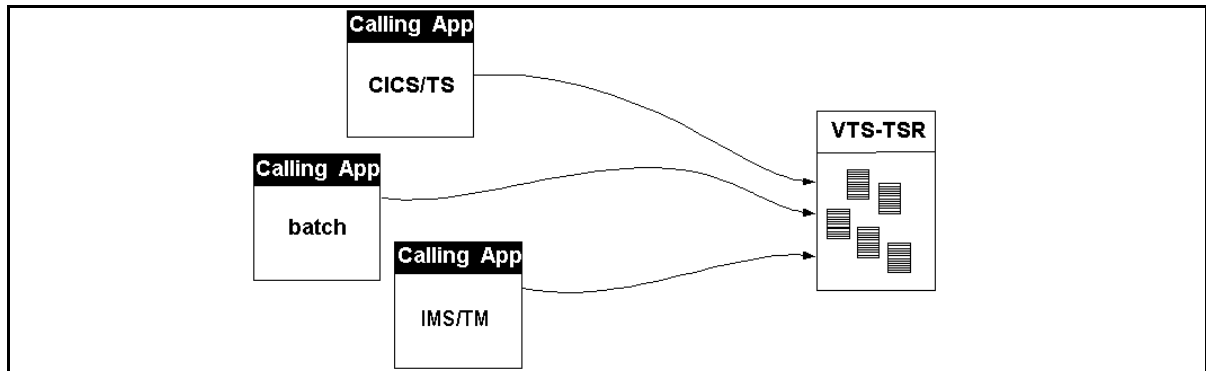 Calling App
CICS/TS
VTS-TSR
Calling App
batch
Calling App
IMS/TM